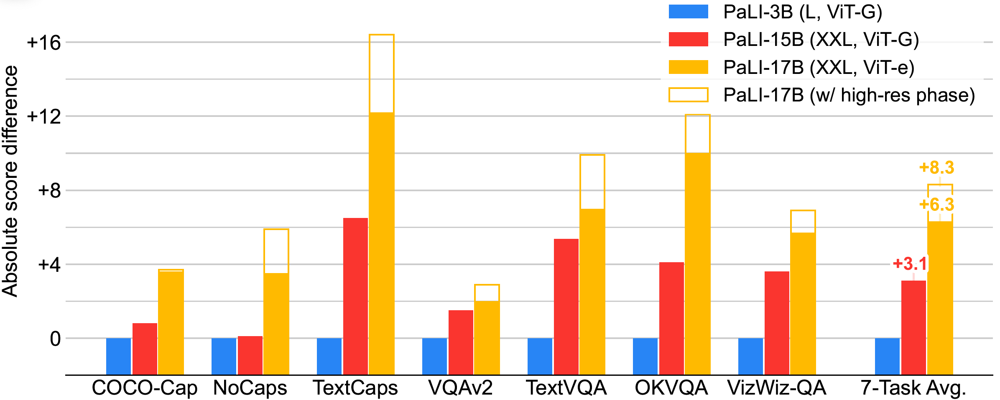 PaLI-3B (L, ViT-G)
PaLI-15B (XXL, ViT-G)
PaLI-17B (XXL, ViT-e)
PaLI-17B (w/ high-res phase)
Absolute score difference
+16
+12
+8
+4
0
+8.3
+6.3
+3.1
COCO-Cap
NoCaps
TextCaps
VQAv2
TextVQA
OKVQA
VizWiz-QA
7-Task Avg.